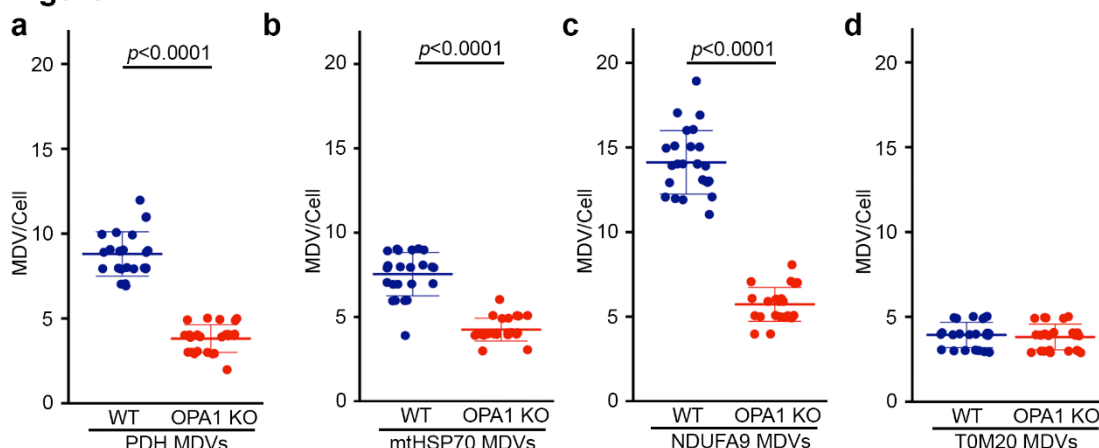 a
b
c
d
p<0.0001
p<0.0001
p<0.0001
20
15
10
5
0
MDV/Cell
20
15
10
5
0
MDV/Cell
20
15
10
5
0
MDV/Cell
20
15
10
5
0
MDV/Cell
WT OPA1 KO
WT OPA1 KO
WT OPA1 KO
WT OPA1 KO
PDH MDVs
mtHSP70 MDVs
NDUFA9 MDVs
T0M20 MDVs